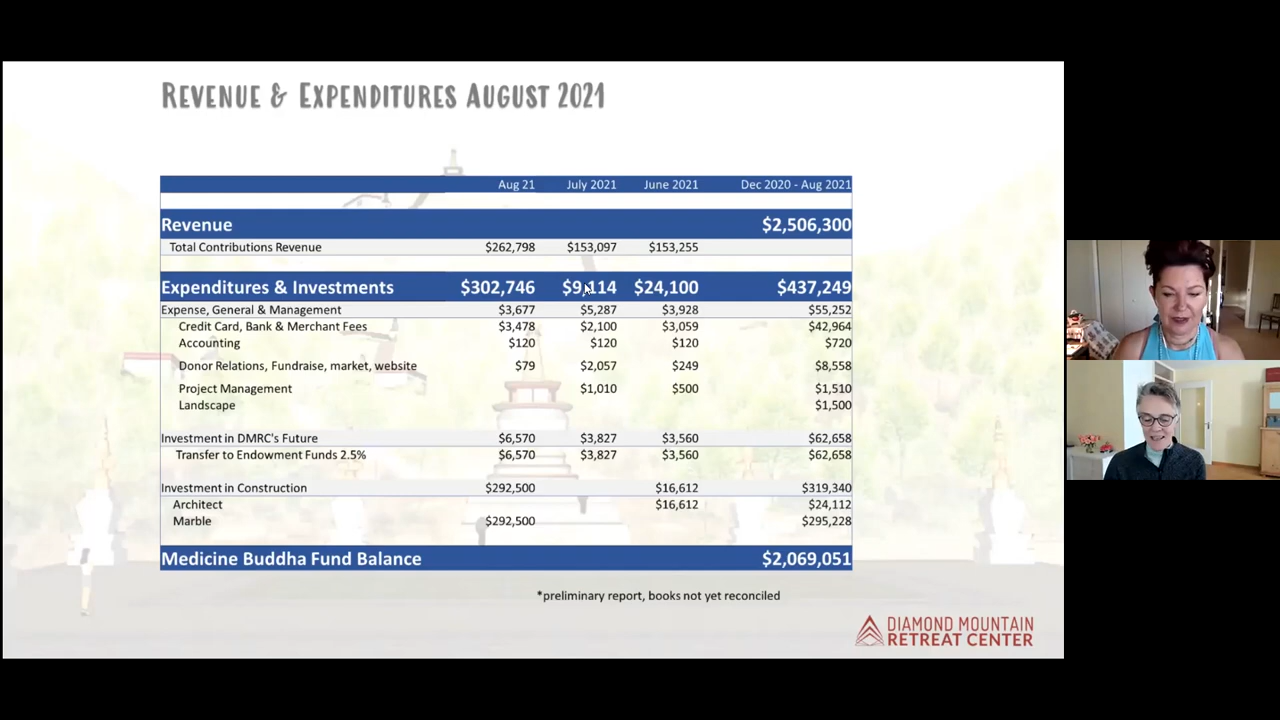 REVENUE & EXPENDITURES AUGUST 2021
Aug 21 July 2021 June 2021 Dec 2020 - Aug 2021
Revenue $2,506,300
Total Contributions Revenue $262,798 $153,097 $153,255
Expenditures & Investments $302,746 $9,114 $24,100 $437,249
Expense, General & Management $3,677 $5,287 $3,928 $55,252
Credit Card, Bank & Merchant Fees $3,478 $2,100 $3,059 $42,964
Accounting $120 $120 $120 $720
Donor Relations, Fundraise, market, website $79 $2,057 $249 $8,558
Project Management $1,010 $500 $1,510
Landscape $1,500
Investment in DMRC's Future $6,570 $3,827 $3,560 $62,658
Transfer to Endowment Funds 2.5% $6,570 $3,827 $3,560 $62,658
Investment in Construction $292,500 $16,612 $319,340
Architect $16,612 $24,112
Marble $292,500 $295,228
Medicine Buddha Fund Balance $2,069,051
*preliminary report, books not yet reconciled
DIAMOND MOUNTAIN
RETREAT CENTER